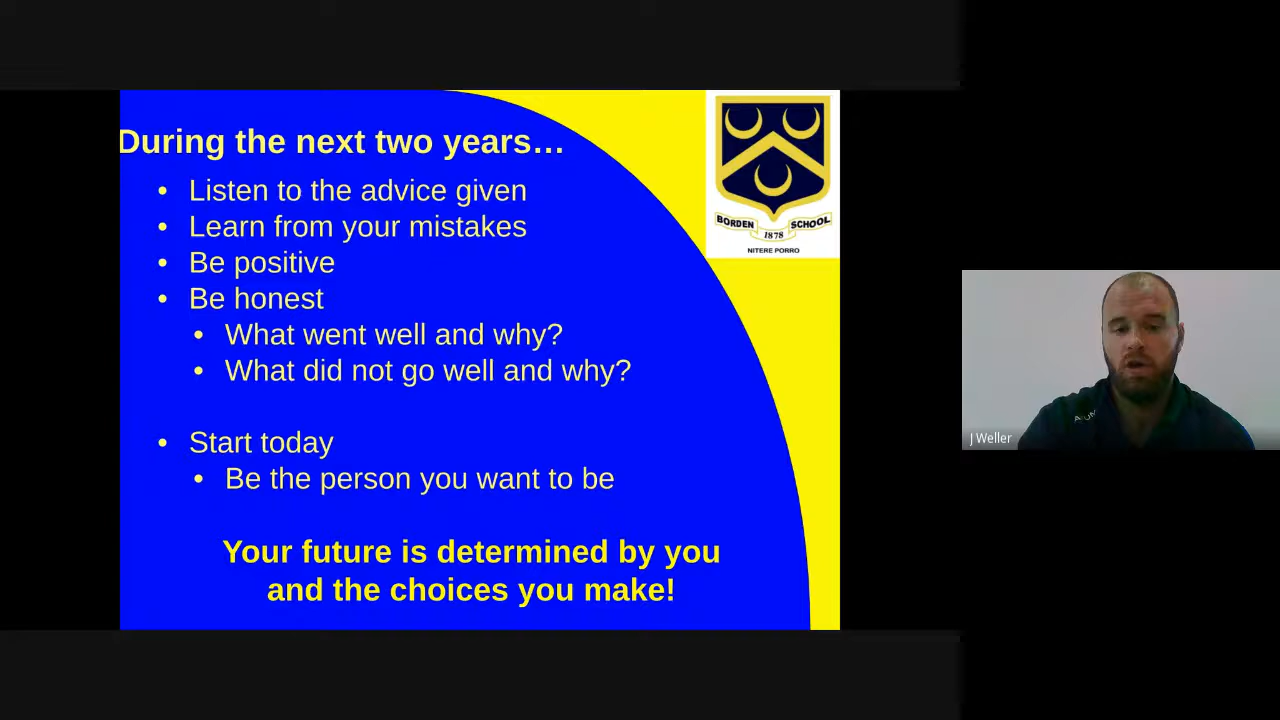 During the next two years…
• Listen to the advice given
• Learn from your mistakes
• Be positive
• Be honest
• What went well and why?
• What did not go well and why?
• Start today
• Be the person you want to be
Your future is determined by you
and the choices you make!
BORDEN SCHOOL
1878
NITERE PORRO
J Weller